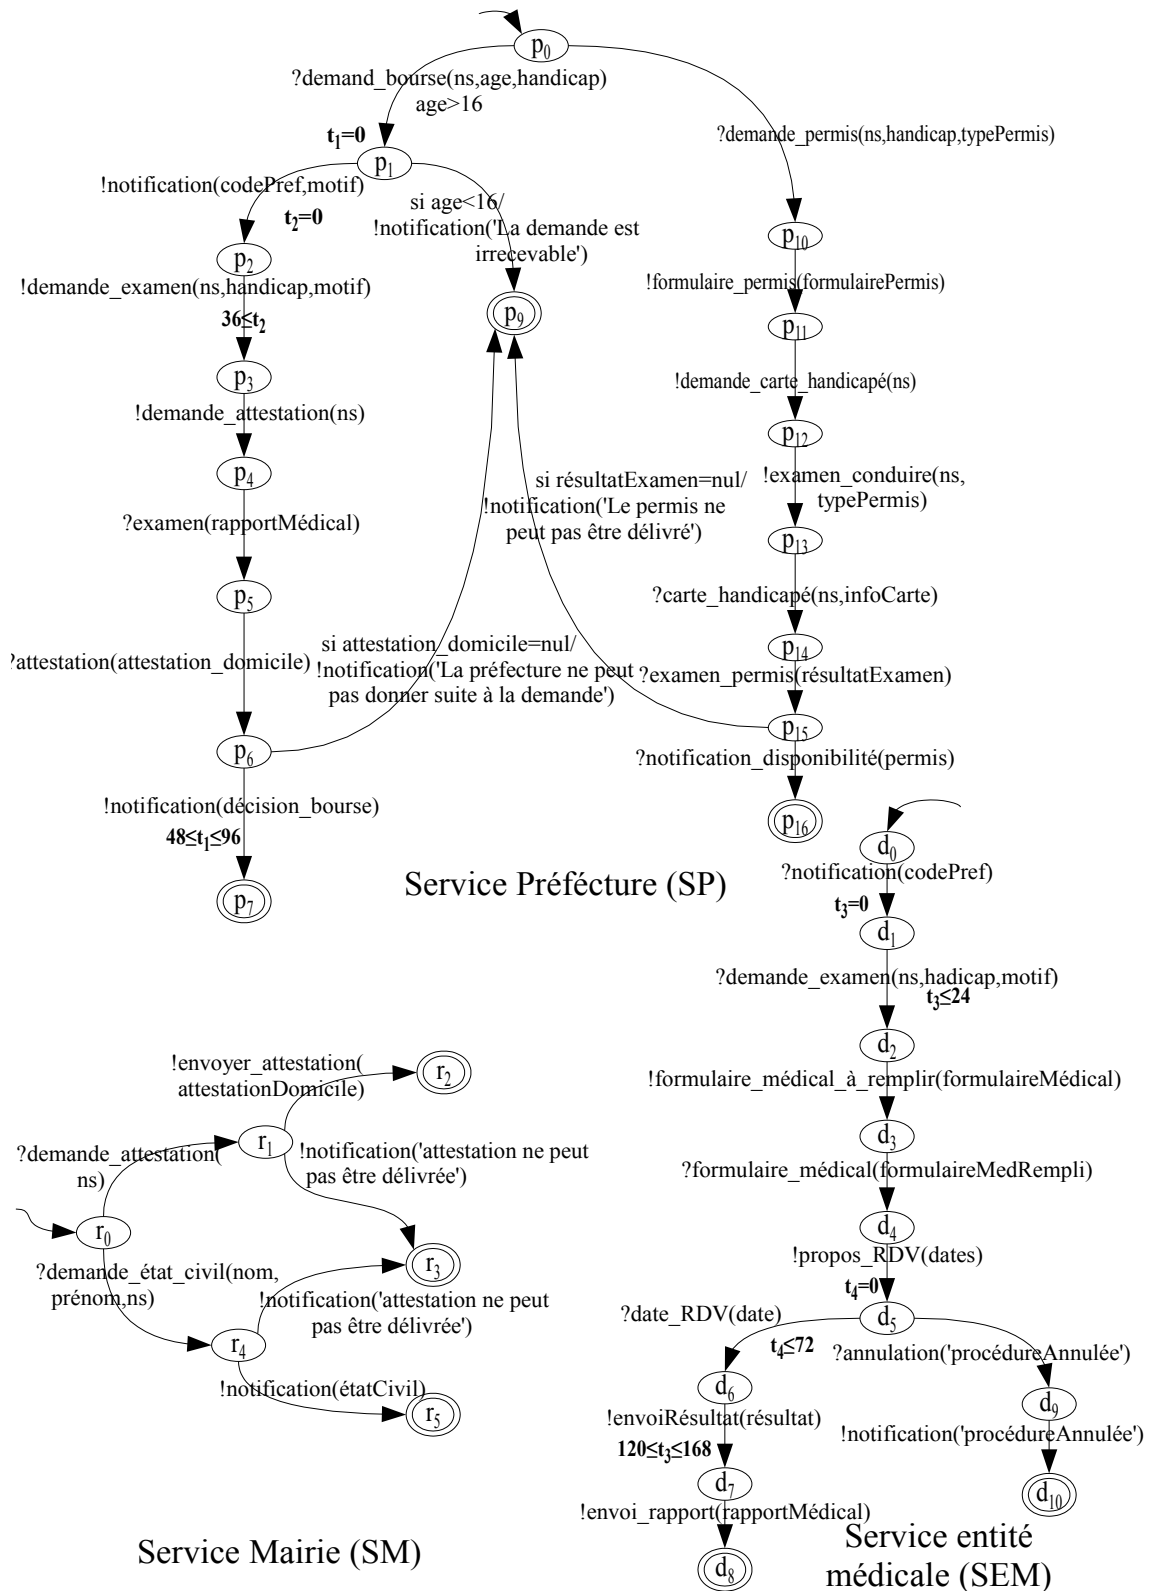 p0
?demand_bourse(ns,age,handicap)
age>16
t1=0
?demande_permis(ns,handicap,typePermis)
p1
!notification(codePref,motif)
t2=0
si age<16/
!notification('La demande est
irrecevable')
p10
p2
!demande_examen(ns,handicap,motif)
36≤t2
!formulaire_permis(formulairePermis)
p9
p11
p3
!demande_carte_handicapé(ns)
!demande_attestation(ns)
p12
p4
si résultatExamen=nul/
!notification('Le permis ne
peut pas être délivré')
!examen_conduire(ns,
typePermis)
?examen(rapportMédical)
p13
p5
?carte_handicapé(ns,infoCarte)
?attestation(attestation_domicile)
si attestation_domicile=nul/
!notification('La préfecture ne peut
pas donner suite à la demande')
p14
?examen_permis(résultatExamen)
p15
p6
?notification_disponibilité(permis)
!notification(décision_bourse)
48≤t1≤96
p16
p7
Service Préfécture (SP)
d0
?notification(codePref)
t3=0
d1
?demande_examen(ns,hadicap,motif)
t3≤24
d2
!formulaire_médical_à_remplir(formulaireMédical)
d3
?formulaire_médical(formulaireMedRempli)
d4
!propos_RDV(dates)
t4=0
d5
?date_RDV(date)
t4≤72
?annulation('procédureAnnulée')
d6
d9
!envoiRésultat(résultat)
120≤t3≤168
!notification('procédureAnnulée')
d7
d10
!envoi_rapport(rapportMédical)
d8
Service entité
médicale (SEM)
!envoyer_attestation(
attestationDomicile)
r2
?demande_attestation(
ns)
r1
!notification('attestation ne peut
pas être délivrée')
r0
r3
?demande_état_civil(nom,
prénom,ns)
!notification('attestation ne peut
pas être délivrée')
r4
!notification(étatCivil)
r5
Service Mairie (SM)